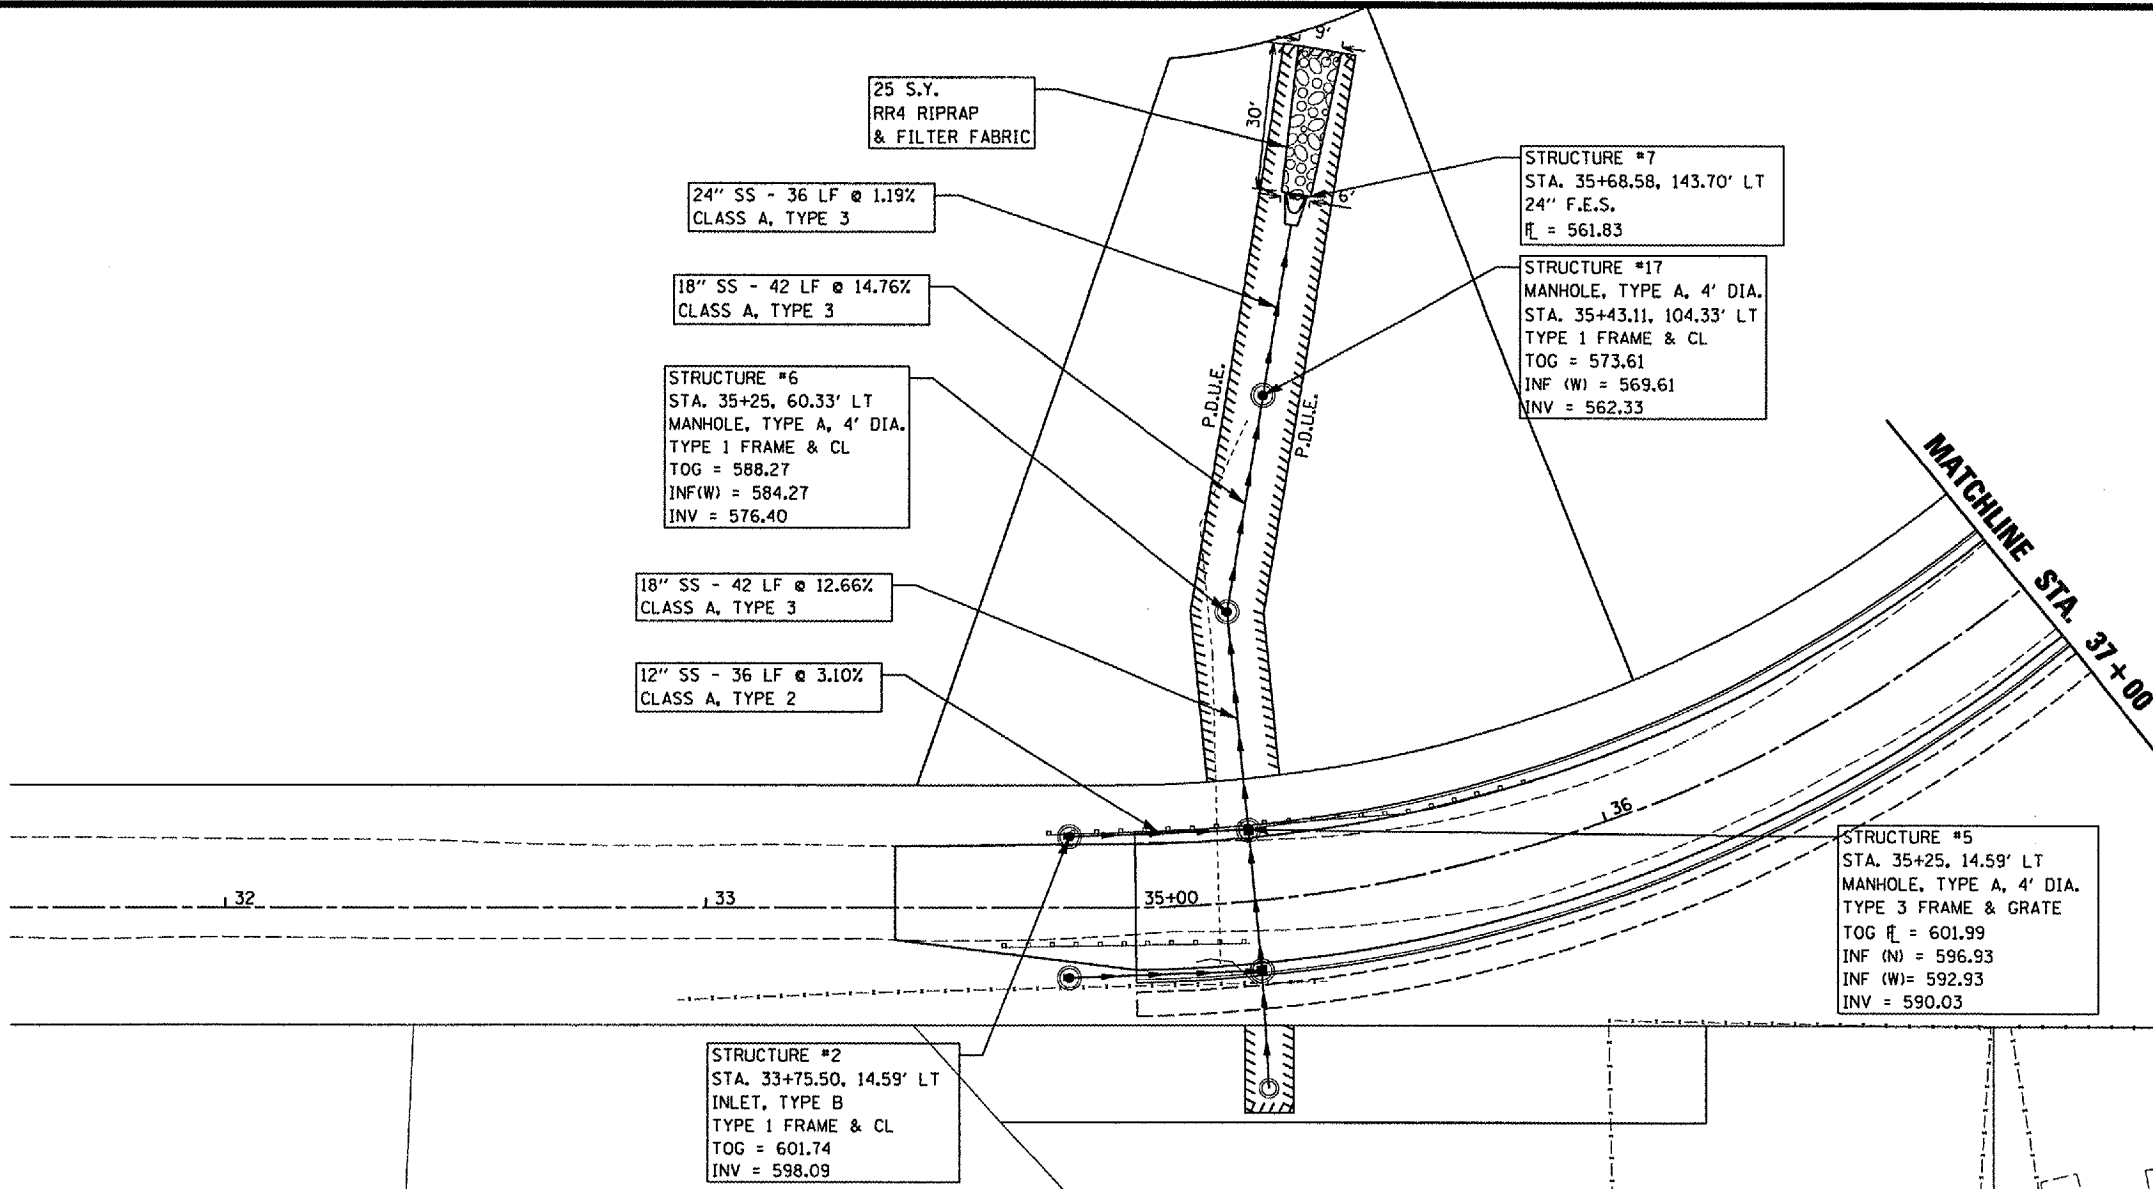 9'
25 S.Y.
RR4 RIPRAP
& FILTER FABRIC
30'
6'
STRUCTURE #7
STA. 35+68.58, 143.70' LT
24" F.E.S.
FL = 561.83
24" SS - 36 LF @ 1.19%
CLASS A, TYPE 3
STRUCTURE #17
MANHOLE, TYPE A, 4' DIA.
STA. 35+43.11, 104.33' LT
TYPE 1 FRAME & CL
TOG = 573.61
INF (W) = 569.61
INV = 562.33
18" SS - 42 LF @ 14.76%
CLASS A, TYPE 3
P.D.U.E.
P.D.U.E.
STRUCTURE #6
STA. 35+25, 60.33' LT
MANHOLE, TYPE A, 4' DIA.
TYPE 1 FRAME & CL
TOG = 588.27
INF(W) = 584.27
INV = 576.40
MATCHLINE STA. 37+00
18" SS - 42 LF @ 12.66%
CLASS A, TYPE 3
12" SS - 36 LF @ 3.10%
CLASS A, TYPE 2
36
32
33
35+00
STRUCTURE #5
STA. 35+25, 14.59' LT
MANHOLE, TYPE A, 4' DIA.
TYPE 3 FRAME & GRATE
TOG FL = 601.99
INF (N) = 596.93
INF (W)= 592.93
INV = 590.03
STRUCTURE #2
STA. 33+75.50, 14.59' LT
INLET, TYPE B
TYPE 1 FRAME & CL
TOG = 601.74
INV = 598.09